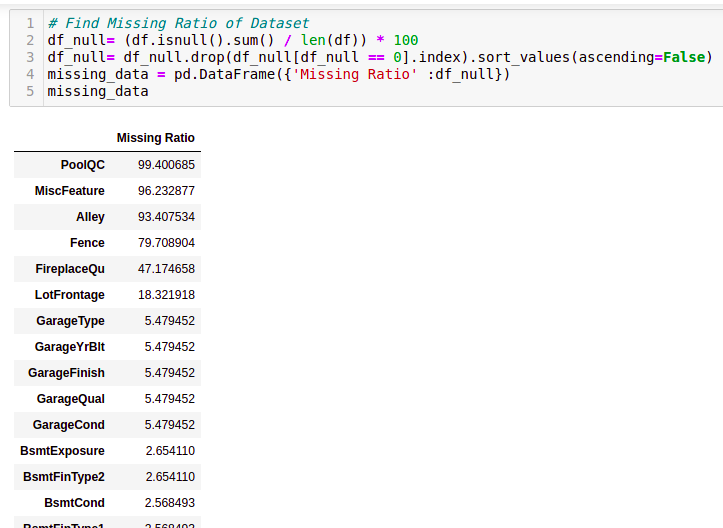 1 # Find Missing Ratio of Dataset
2 df_null= (df.isnull().sum() / len(df)) * 100
3 df_null= df_null.drop(df_null[df_null == 0].index).sort_values(ascending=False)
4 missing_data = pd.DataFrame({'Missing Ratio' :df_null})
5 missing_data
Missing Ratio
PoolQC 99.400685
MiscFeature 96.232877
Alley 93.407534
Fence 79.708904
FireplaceQu 47.174658
LotFrontage 18.321918
GarageType 5.479452
GarageYrBlt 5.479452
GarageFinish 5.479452
GarageQual 5.479452
GarageCond 5.479452
BsmtExposure 2.654110
BsmtFinType2 2.654110
BsmtCond 2.568493
BsmtFinType1 2.568493